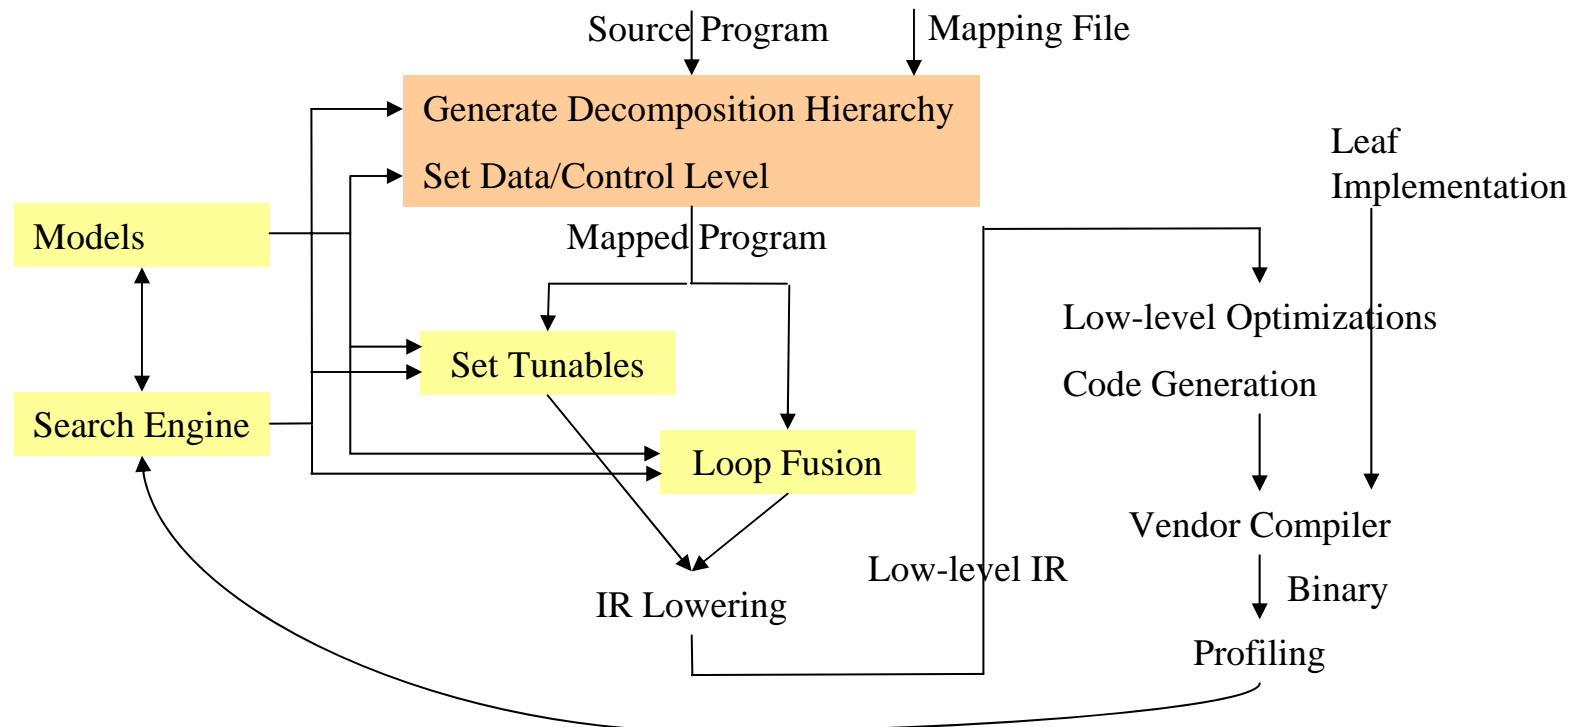 Source Program
Mapping File
Generate Decomposition Hierarchy
Set Data/Control Level
Leaf
Implementation
Models
Mapped Program
Low-level Optimizations
Set Tunables
Code Generation
Search Engine
Loop Fusion
Vendor Compiler
Low-level IR
Binary
IR Lowering
Profiling